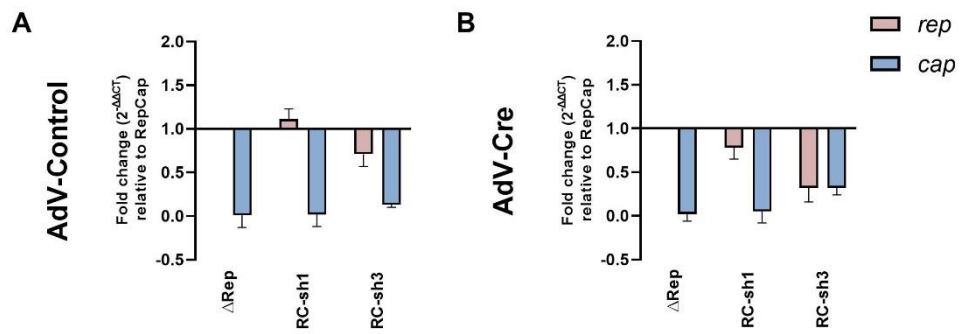 A
AdV-Control
Fold change (2^-ΔΔCT)
relative to RepCap
2.0
1.5
1.0
0.5
0.0
-0.5
△Rep
RC-sh1
RC-sh3
B
AdV-Cre
Fold change (2^-ΔΔCT)
relative to RepCap
2.0
1.5
1.0
0.5
0.0
-0.5
△Rep
RC-sh1
RC-sh3
rep
cap